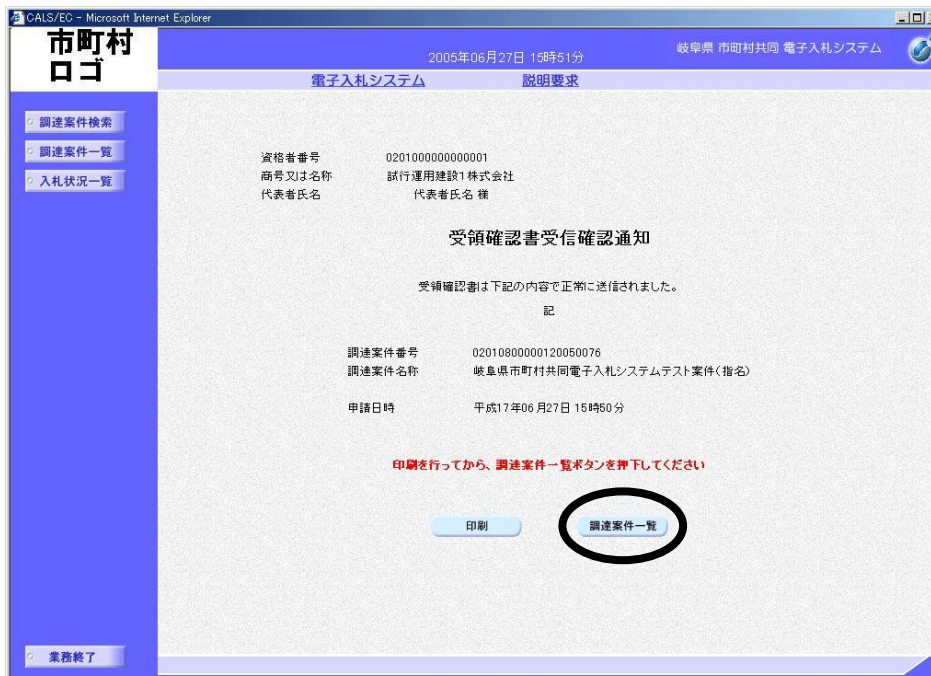 CALS/EC - Microsoft Internet Explorer
市町村
ロゴ
2005年06月27日 15時51分
岐阜県 市町村共同 電子入札システム
電子入札システム 説明要求
調達案件検索
調達案件一覧
入札状況一覧
資格者番号 0201000000000001
商号又は名称 試行運用建設1株式会社
代表者氏名 代表者氏名 様
受領確認書受信確認通知
受領確認書は下記の内容で正常に送信されました。
記
調達案件番号 02010800000120050076
調達案件名称 岐阜県市町村共同電子入札システムテスト案件(指名)
申請日時 平成17年06月27日 15時50分
印刷を行ってから、調達案件一覧ボタンを押下してください
印刷 調達案件一覧
業務終了